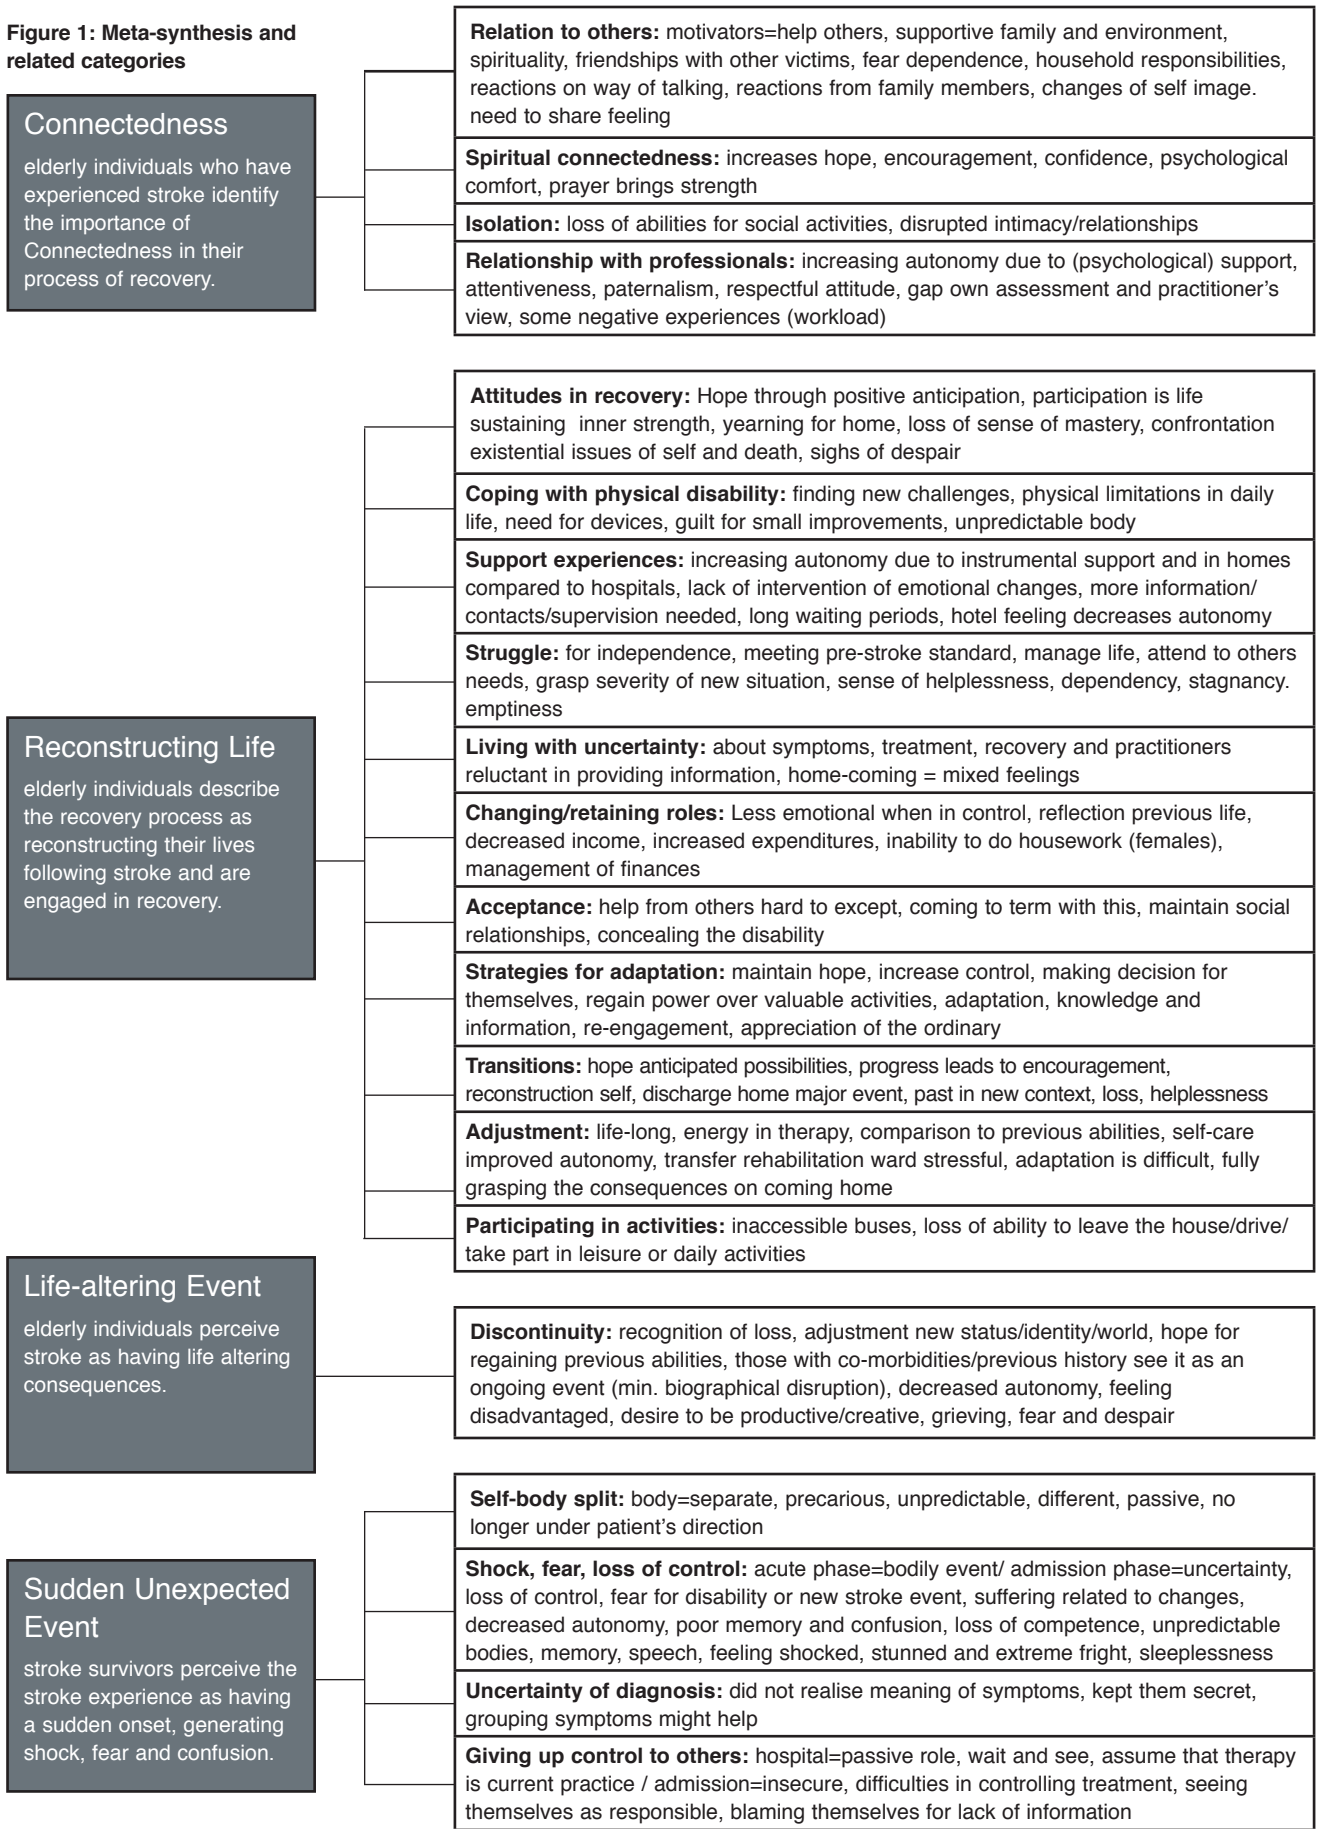 Figure 1: Meta-synthesis and
related categories
Connectedness
elderly individuals who have
experienced stroke identify
the importance of
Connectedness in their
process of recovery.
Relation to others: motivators=help others, supportive family and environment,
spirituality, friendships with other victims, fear dependence, household responsibilities,
reactions on way of talking, reactions from family members, changes of self image.
need to share feeling
Spiritual connectedness: increases hope, encouragement, confidence, psychological
comfort, prayer brings strength
Isolation: loss of abilities for social activities, disrupted intimacy/relationships
Relationship with professionals: increasing autonomy due to (psychological) support,
attentiveness, paternalism, respectful attitude, gap own assessment and practitioner's
view, some negative experiences (workload)
Reconstructing Life
elderly individuals describe
the recovery process as
reconstructing their lives
following stroke and are
engaged in recovery.
Attitudes in recovery: Hope through positive anticipation, participation is life
sustaining inner strength, yearning for home, loss of sense of mastery, confrontation
existential issues of self and death, sighs of despair
Coping with physical disability: finding new challenges, physical limitations in daily
life, need for devices, guilt for small improvements, unpredictable body
Support experiences: increasing autonomy due to instrumental support and in homes
compared to hospitals, lack of intervention of emotional changes, more information/
contacts/supervision needed, long waiting periods, hotel feeling decreases autonomy
Struggle: for independence, meeting pre-stroke standard, manage life, attend to others
needs, grasp severity of new situation, sense of helplessness, dependency, stagnancy.
emptiness
Living with uncertainty: about symptoms, treatment, recovery and practitioners
reluctant in providing information, home-coming = mixed feelings
Changing/retaining roles: Less emotional when in control, reflection previous life,
decreased income, increased expenditures, inability to do housework (females),
management of finances
Acceptance: help from others hard to except, coming to term with this, maintain social
relationships, concealing the disability
Strategies for adaptation: maintain hope, increase control, making decision for
themselves, regain power over valuable activities, adaptation, knowledge and
information, re-engagement, appreciation of the ordinary
Transitions: hope anticipated possibilities, progress leads to encouragement,
reconstruction self, discharge home major event, past in new context, loss, helplessness
Adjustment: life-long, energy in therapy, comparison to previous abilities, self-care
improved autonomy, transfer rehabilitation ward stressful, adaptation is difficult, fully
grasping the consequences on coming home
Participating in activities: inaccessible buses, loss of ability to leave the house/drive/
take part in leisure or daily activities
Life-altering Event
elderly individuals perceive
stroke as having life altering
consequences.
Discontinuity: recognition of loss, adjustment new status/identity/world, hope for
regaining previous abilities, those with co-morbidities/previous history see it as an
ongoing event (min. biographical disruption), decreased autonomy, feeling
disadvantaged, desire to be productive/creative, grieving, fear and despair
Sudden Unexpected
Event
stroke survivors perceive the
stroke experience as having
a sudden onset, generating
shock, fear and confusion.
Self-body split: body=separate, precarious, unpredictable, different, passive, no
longer under patient's direction
Shock, fear, loss of control: acute phase=bodily event/ admission phase=uncertainty,
loss of control, fear for disability or new stroke event, suffering related to changes,
decreased autonomy, poor memory and confusion, loss of competence, unpredictable
bodies, memory, speech, feeling shocked, stunned and extreme fright, sleeplessness
Uncertainty of diagnosis: did not realise meaning of symptoms, kept them secret,
grouping symptoms might help
Giving up control to others: hospital=passive role, wait and see, assume that therapy
is current practice / admission=insecure, difficulties in controlling treatment, seeing
themselves as responsible, blaming themselves for lack of information